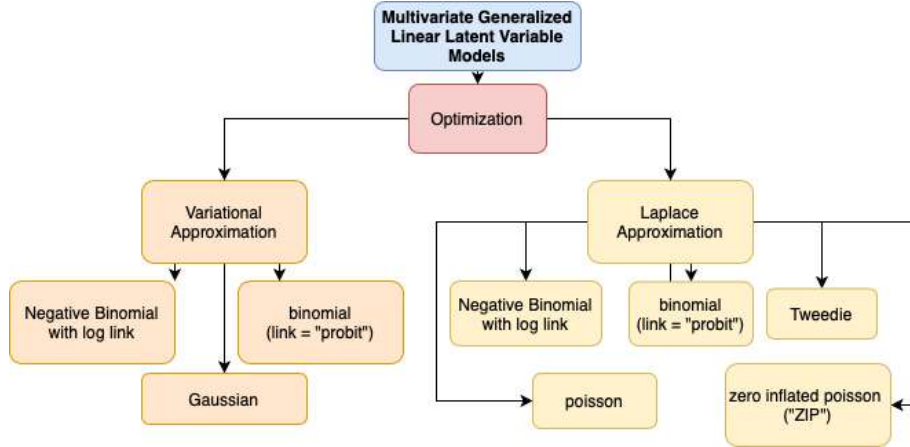 Multivariate Generalized
Linear Latent Variable
Models
Optimization
Variational
Approximation
Laplace
Approximation
Negative Binomial
with log link
binomial
(link = "probit")
Gaussian
Negative Binomial
with log link
binomial
(link = "probit")
Tweedie
poisson
zero inflated poisson
("ZIP")